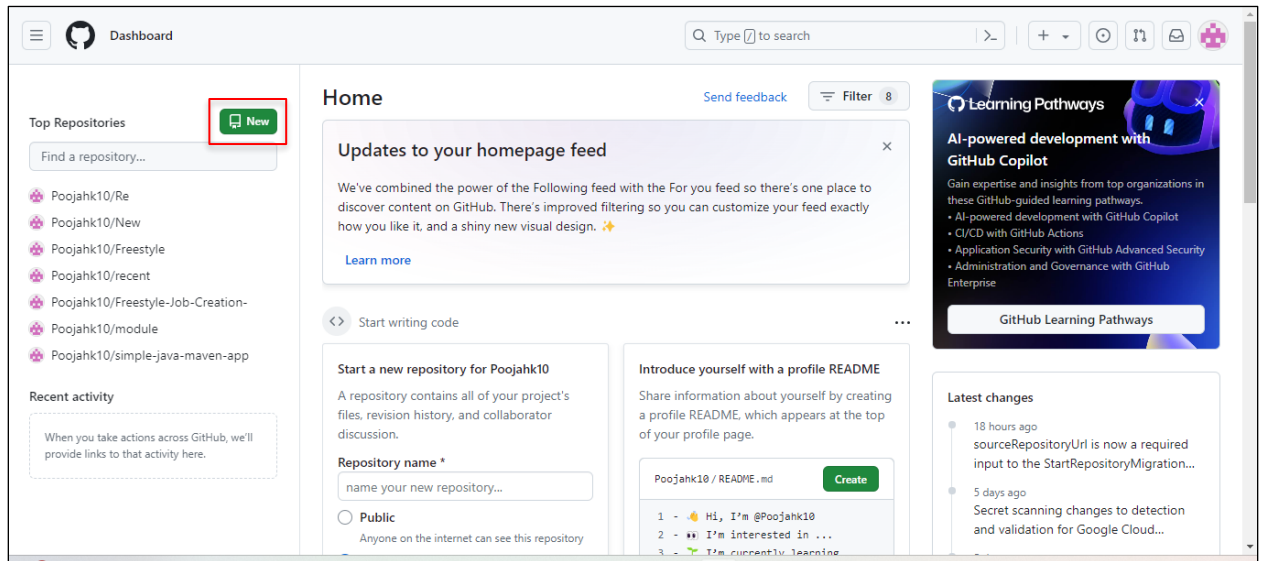 Dashboard
Type / to search
8
Top Repositories
New
Find a repository...
Poojahk10/Re
Poojahk10/New
Poojahk10/Freestyle
Poojahk10/recent
Poojahk10/Freestyle-Job-Creation-
Poojahk10/module
Poojahk10/simple-java-maven-app
Recent activity
When you take actions across GitHub, we'll
provide links to that activity here.
Home
Send feedback
Filter
Updates to your homepage feed
We've combined the power of the Following feed with the For you feed so there's one place to
discover content on GitHub. There's improved filtering so you can customize your feed exactly
how you like it, and a shiny new visual design. ✨
Learn more
Start writing code
Start a new repository for Poojahk10
A repository contains all of your project's
files, revision history, and collaborator
discussion.
Repository name *
name your new repository...
Public
Anyone on the internet can see this repository
Introduce yourself with a profile README
Share information about yourself by creating
a profile README, which appears at the top
of your profile page.
Poojahk10 / README.md
Create
1 - 👋 Hi, I'm @Poojahk10
2 - 👀 I'm interested in ...
3 - 🌱 I'm currently learning
Learning Pathways
AI-powered development with
GitHub Copilot
Gain expertise and insights from top organizations in
these GitHub-guided learning pathways.
• AI-powered development with GitHub Copilot
• CI/CD with GitHub Actions
• Application Security with GitHub Advanced Security
• Administration and Governance with GitHub
Enterprise
GitHub Learning Pathways
Latest changes
18 hours ago
sourceRepositoryUrl is now a required
input to the StartRepositoryMigration...
5 days ago
Secret scanning changes to detection
and validation for Google Cloud...